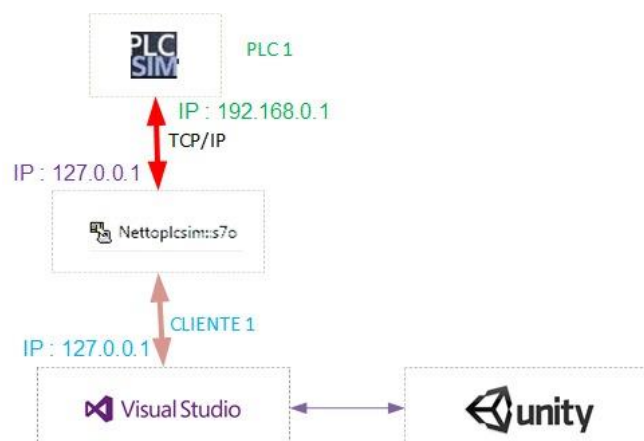 PLC
SIM
PLC 1
IP : 192.168.0.1
TCP/IP
IP : 127.0.0.1
Nettoplcsim::s7o
CLIENTE 1
IP : 127.0.0.1
Visual Studio
unity